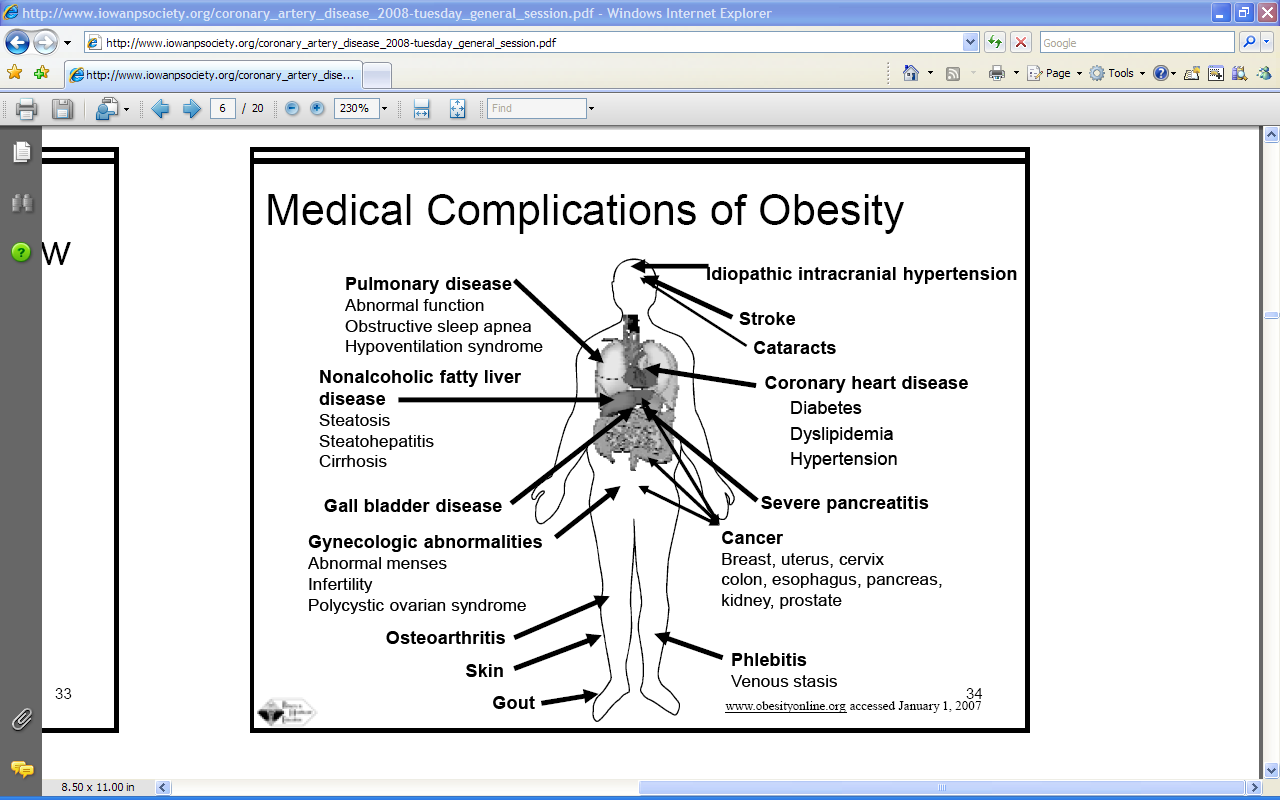 http://www.iowanpsociety.org/coronary_artery_disease_2008-tuesday_general_session.pdf - Windows Internet Explorer
http://www.iowanpsociety.org/coronary_artery_disease_2008-tuesday_general_session.pdf
Google
http://www.iowanpsociety.org/coronary_artery_dise...
Page
Tools
6 / 20
230%
Find
w
33
Medical Complications of Obesity
Pulmonary disease
Abnormal function
Obstructive sleep apnea
Hypoventilation syndrome
Nonalcoholic fatty liver
disease
Steatosis
Steatohepatitis
Cirrhosis
Gall bladder disease
Gynecologic abnormalities
Abnormal menses
Infertility
Polycystic ovarian syndrome
Osteoarthritis
Skin
Gout
Idiopathic intracranial hypertension
Stroke
Cataracts
Coronary heart disease
Diabetes
Dyslipidemia
Hypertension
Severe pancreatitis
Cancer
Breast, uterus, cervix
colon, esophagus, pancreas,
kidney, prostate
Phlebitis
Venous stasis
34
www.obesityonline.org accessed January 1, 2007
8.50 x 11.00 in